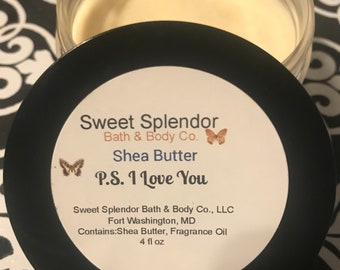 Sweet Splendor
Bath & Body Co.
Shea Butter
P.S. I Love You
Sweet Splendor Bath & Body Co., LLC
Fort Washington, MD
Contains:Shea Butter, Fragrance Oil
4 fl oz